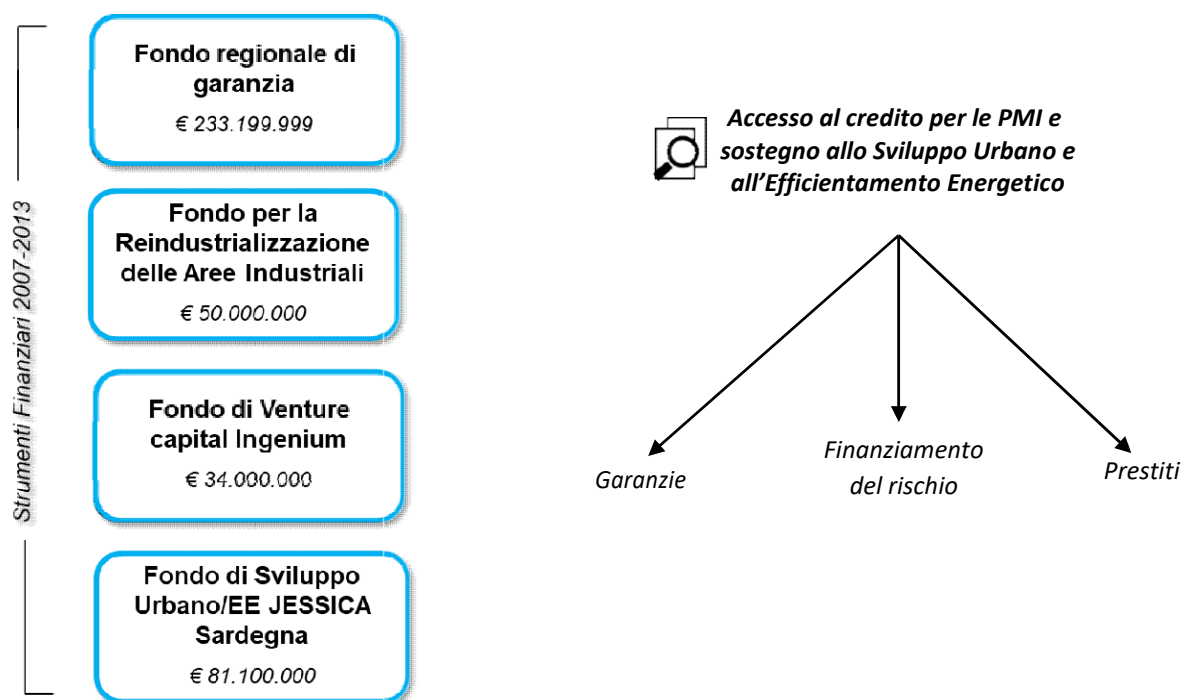 Strumenti Finanziari 2007-2013
Fondo regionale di
garanzia
€ 233.199.999
Fondo per la
Reindustrializzazione
delle Aree Industriali
€ 50.000.000
Fondo di Venture
capital Ingenium
€ 34.000.000
Fondo di Sviluppo
Urbano/EE JESSICA
Sardegna
€ 81.100.000
Accesso al credito per le PMI e
sostegno allo Sviluppo Urbano e
all’Efficientamento Energetico
Garanzie
Finanziamento
del rischio
Prestiti